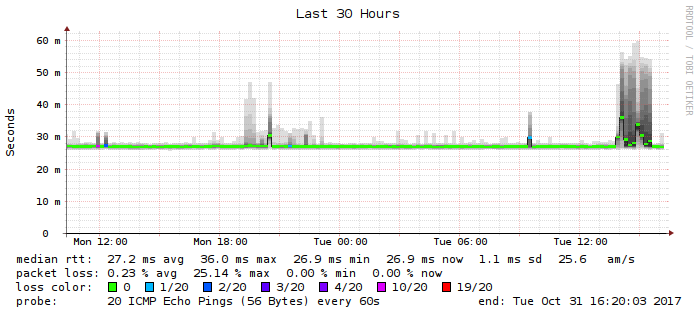 Last 30 Hours
RRDTOOL / TOBI OETIKER
Seconds
60 m
50 m
40 m
30 m
20 m
10 m
0
Mon 12:00 Mon 18:00 Tue 00:00 Tue 06:00 Tue 12:00
median rtt: 27.2 ms avg 36.0 ms max 26.9 ms min 26.9 ms now 1.1 ms sd 25.6 am/s
packet loss: 0.23 % avg 25.14 % max 0.00 % min 0.00 % now
loss color: 0 1/20 2/20 3/20 4/20 10/20 19/20
probe: 20 ICMP Echo Pings (56 Bytes) every 60s end: Tue Oct 31 16:20:03 2017